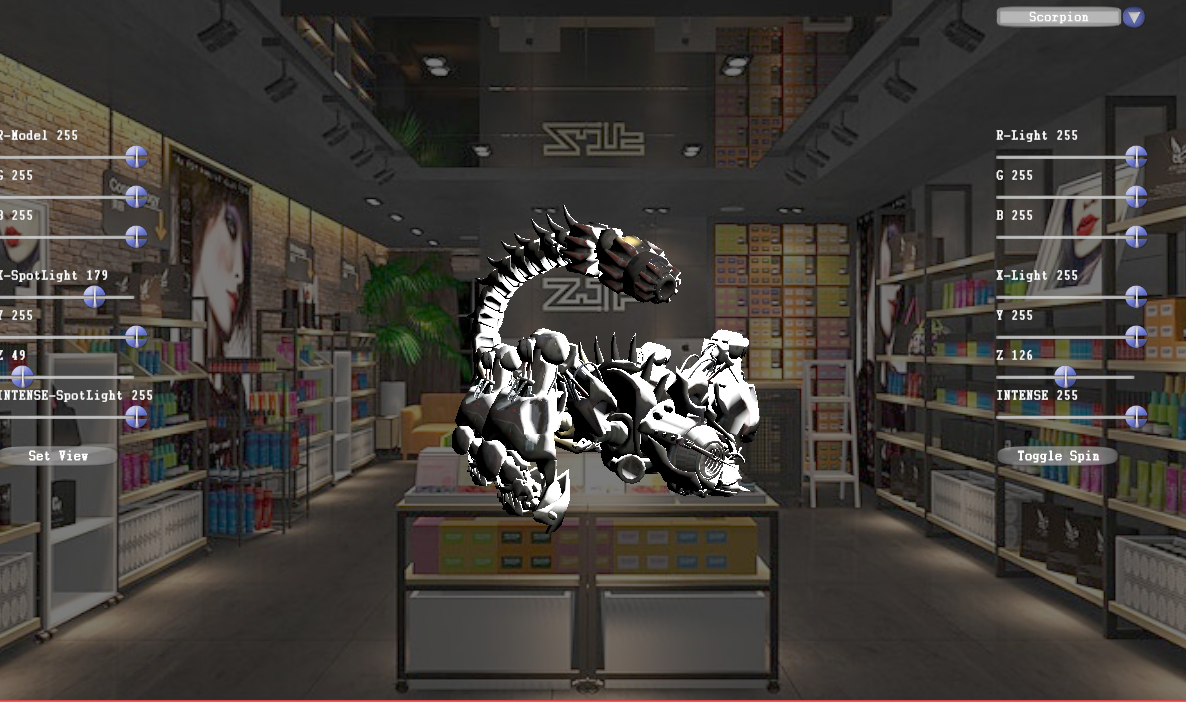 Scorpion
R-Model 255
G 255
B 255
X-SpotLight 179
Y 255
Z 49
INTENSE-SpotLight 255
Set View
R-Light 255
G 255
B 255
X-Light 255
Y 255
Z 126
INTENSE 255
Toggle Spin